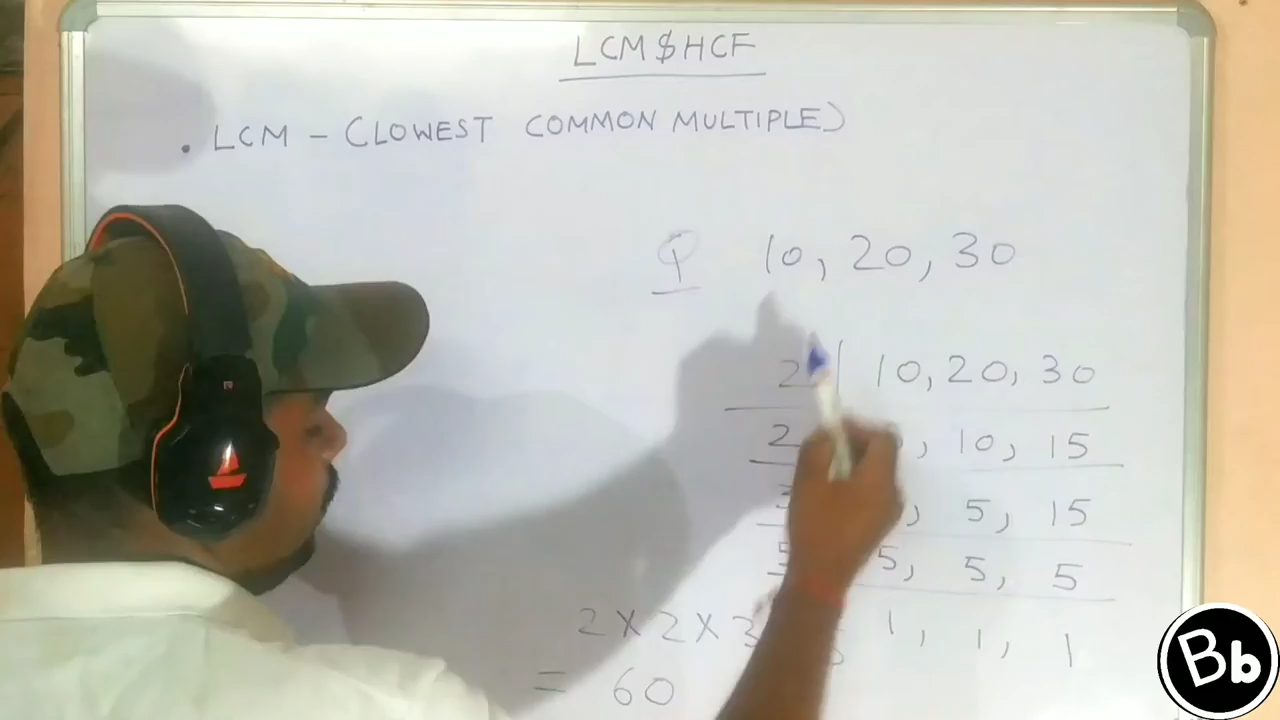 LCM $ HCF
. LCM - (LOWEST COMMON MULTIPLE)
Q 10, 20, 30
2 | 10, 20, 30
2 , 10, 15
, 5, 15
5 5, 5, 5
1, 1, 1
2 X 2 X 3
= 60
Bb